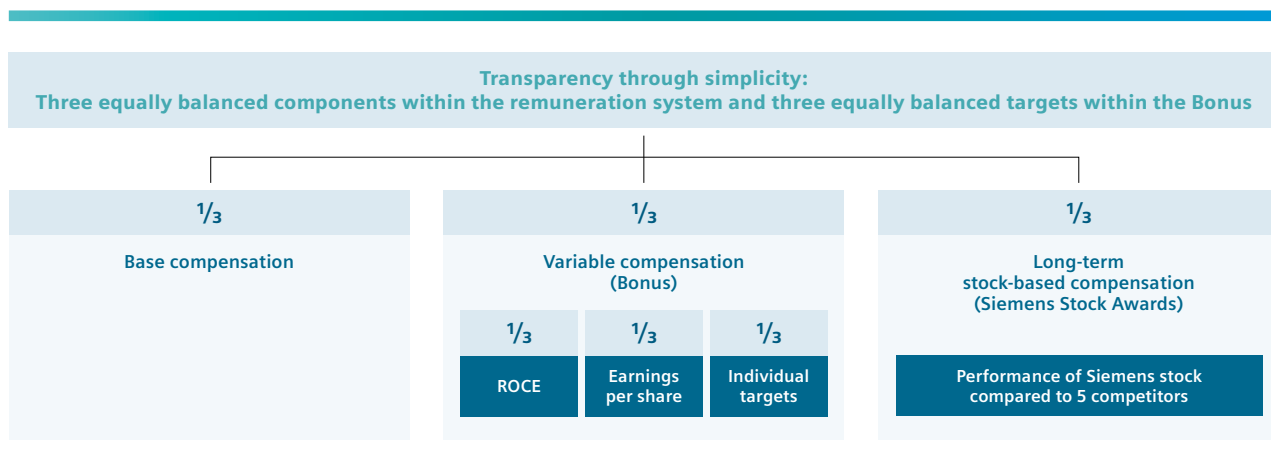 Transparency through simplicity:
Three equally balanced components within the remuneration system and three equally balanced targets within the Bonus
1/3
Base compensation
1/3
Variable compensation
(Bonus)
1/3
ROCE
1/3
Earnings
per share
1/3
Individual
targets
1/3
Long-term
stock-based compensation
(Siemens Stock Awards)
Performance of Siemens stock
compared to 5 competitors